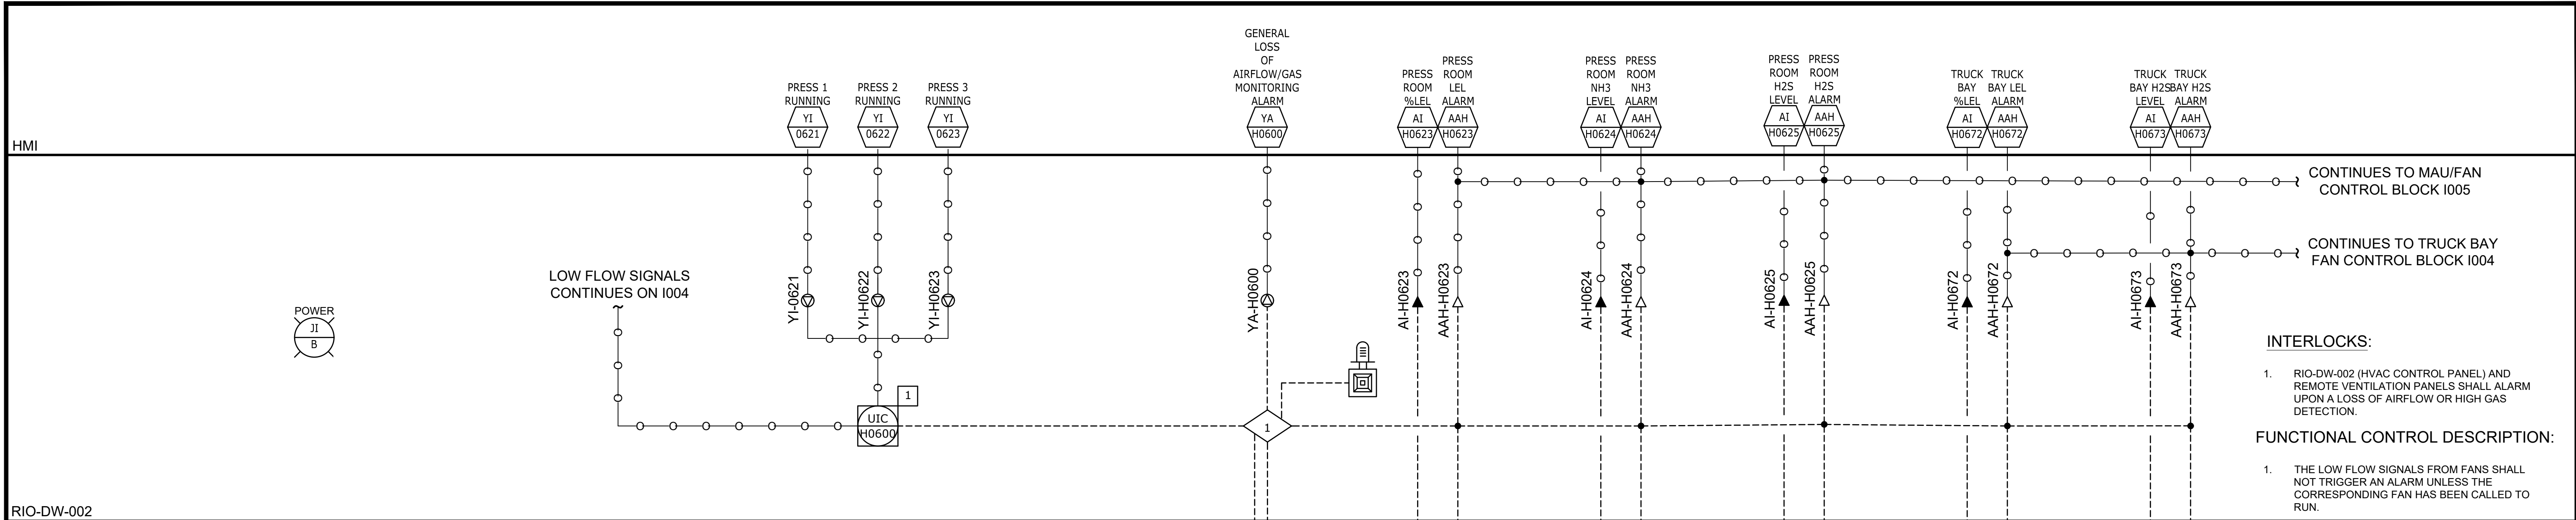 PRESS 1
RUNNING
YI
0621
PRESS 2
RUNNING
YI
0622
PRESS 3
RUNNING
YI
0623
GENERAL
LOSS
OF
AIRFLOW/GAS
MONITORING
ALARM
YA
H0600
PRESS
ROOM
%LEL
AI
H0623
PRESS
ROOM
LEL
ALARM
AAH
H0623
PRESS
ROOM
NH3
LEVEL
AI
H0624
PRESS
ROOM
NH3
ALARM
AAH
H0624
PRESS
ROOM
H2S
LEVEL
AI
H0625
PRESS
ROOM
H2S
ALARM
AAH
H0625
TRUCK
BAY
%LEL
AI
H0672
TRUCK
BAY LEL
ALARM
AAH
H0672
TRUCK
BAY H2S
LEVEL
AI
H0673
TRUCK
BAY H2S
ALARM
AAH
H0673
HMI
CONTINUES TO MAU/FAN
CONTROL BLOCK I005
CONTINUES TO TRUCK BAY
FAN CONTROL BLOCK I004
LOW FLOW SIGNALS
CONTINUES ON I004
POWER
JI
B
YI-0621
YI-H0622
YI-H0623
YA-H0600
AI-H0623
AAH-H0623
AI-H0624
AAH-H0624
AI-H0625
AAH-H0625
AI-H0672
AAH-H0672
AI-H0673
AAH-H0673
1
UIC
H0600
1
INTERLOCKS:
1. RIO-DW-002 (HVAC CONTROL PANEL) AND
REMOTE VENTILATION PANELS SHALL ALARM
UPON A LOSS OF AIRFLOW OR HIGH GAS
DETECTION.
FUNCTIONAL CONTROL DESCRIPTION:
1. THE LOW FLOW SIGNALS FROM FANS SHALL
NOT TRIGGER AN ALARM UNLESS THE
CORRESPONDING FAN HAS BEEN CALLED TO
RUN.
RIO-DW-002